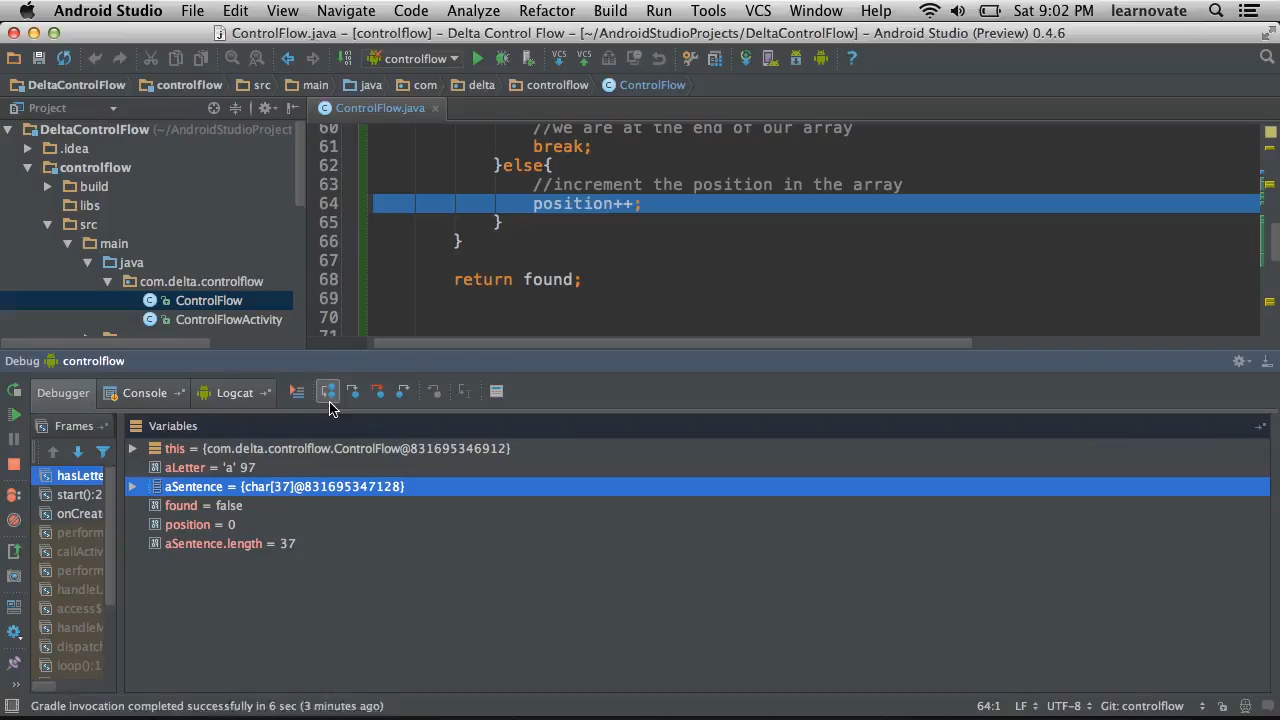 Android Studio File Edit View Navigate Code Analyze Refactor Build Run Tools VCS Window Help Sat 9:02 PM learnovate
ControlFlow.java – [controlflow] – Delta Control Flow – [~/AndroidStudioProjects/DeltaControlFlow] – Android Studio (Preview) 0.4.6
controlflow
DeltaControlFlow controlflow src main java com delta controlflow ControlFlow
Project
ControlFlow.java
DeltaControlFlow (~/AndroidStudioProject
.idea
controlflow
build
libs
src
main
java
com.delta.controlflow
ControlFlow
ControlFlowActivity
60 //we are at the end of our array
61 break;
62 }else{
63 //increment the position in the array
64 position++;
65 }
66 }
67
68 return found;
69
70
71
Debug controlflow
Debugger Console Logcat
Frames
Variables
hasLette
start():2
onCreat
perform
callActiv
perform
handleL
access$
handleM
dispatch
loop():1
this = {com.delta.controlflow.ControlFlow@831695346912}
aLetter = 'a' 97
aSentence = {char[37]@831695347128}
found = false
position = 0
aSentence.length = 37
Gradle invocation completed successfully in 6 sec (3 minutes ago) 64:1 LF UTF-8 Git: controlflow